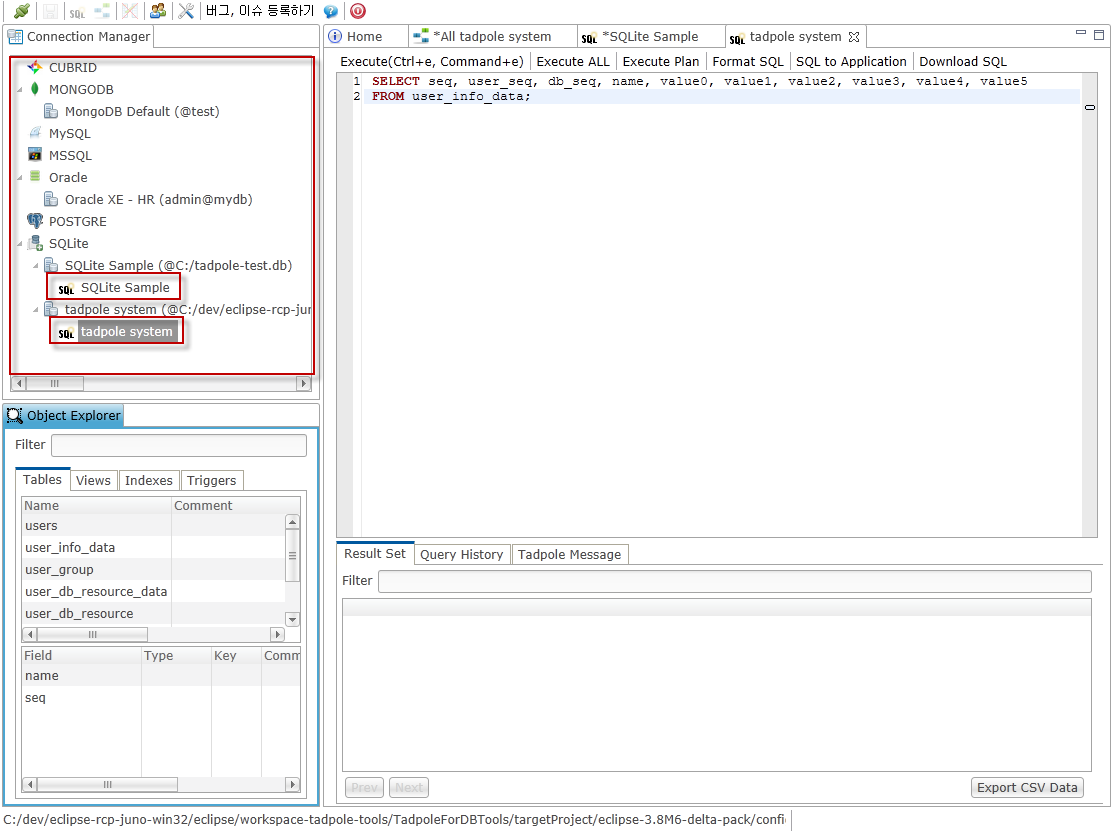 SQL 버그, 이슈 등록하기
Connection Manager
CUBRID
MONGODB
MongoDB Default (@test)
MySQL
MSSQL
Oracle
Oracle XE - HR (admin@mydb)
POSTGRE
SQLite
SQLite Sample (@C:/tadpole-test.db)
SQL SQLite Sample
tadpole system (@C:/dev/eclipse-rcp-jun
SQL tadpole system
Object Explorer
Filter
Tables Views Indexes Triggers
Name Comment
users
user_info_data
user_group
user_db_resource_data
user_db_resource
Field Type Key Comm
name
seq
Home *All tadpole system SQL *SQLite Sample SQL tadpole system
Execute(Ctrl+e, Command+e) Execute ALL Execute Plan Format SQL SQL to Application Download SQL
1 SELECT seq, user_seq, db_seq, name, value0, value1, value2, value3, value4, value5
2 FROM user_info_data;
Result Set Query History Tadpole Message
Filter
Prev Next Export CSV Data
C:/dev/eclipse-rcp-juno-win32/eclipse/workspace-tadpole-tools/TadpoleForDBTools/targetProject/eclipse-3.8M6-delta-pack/confi